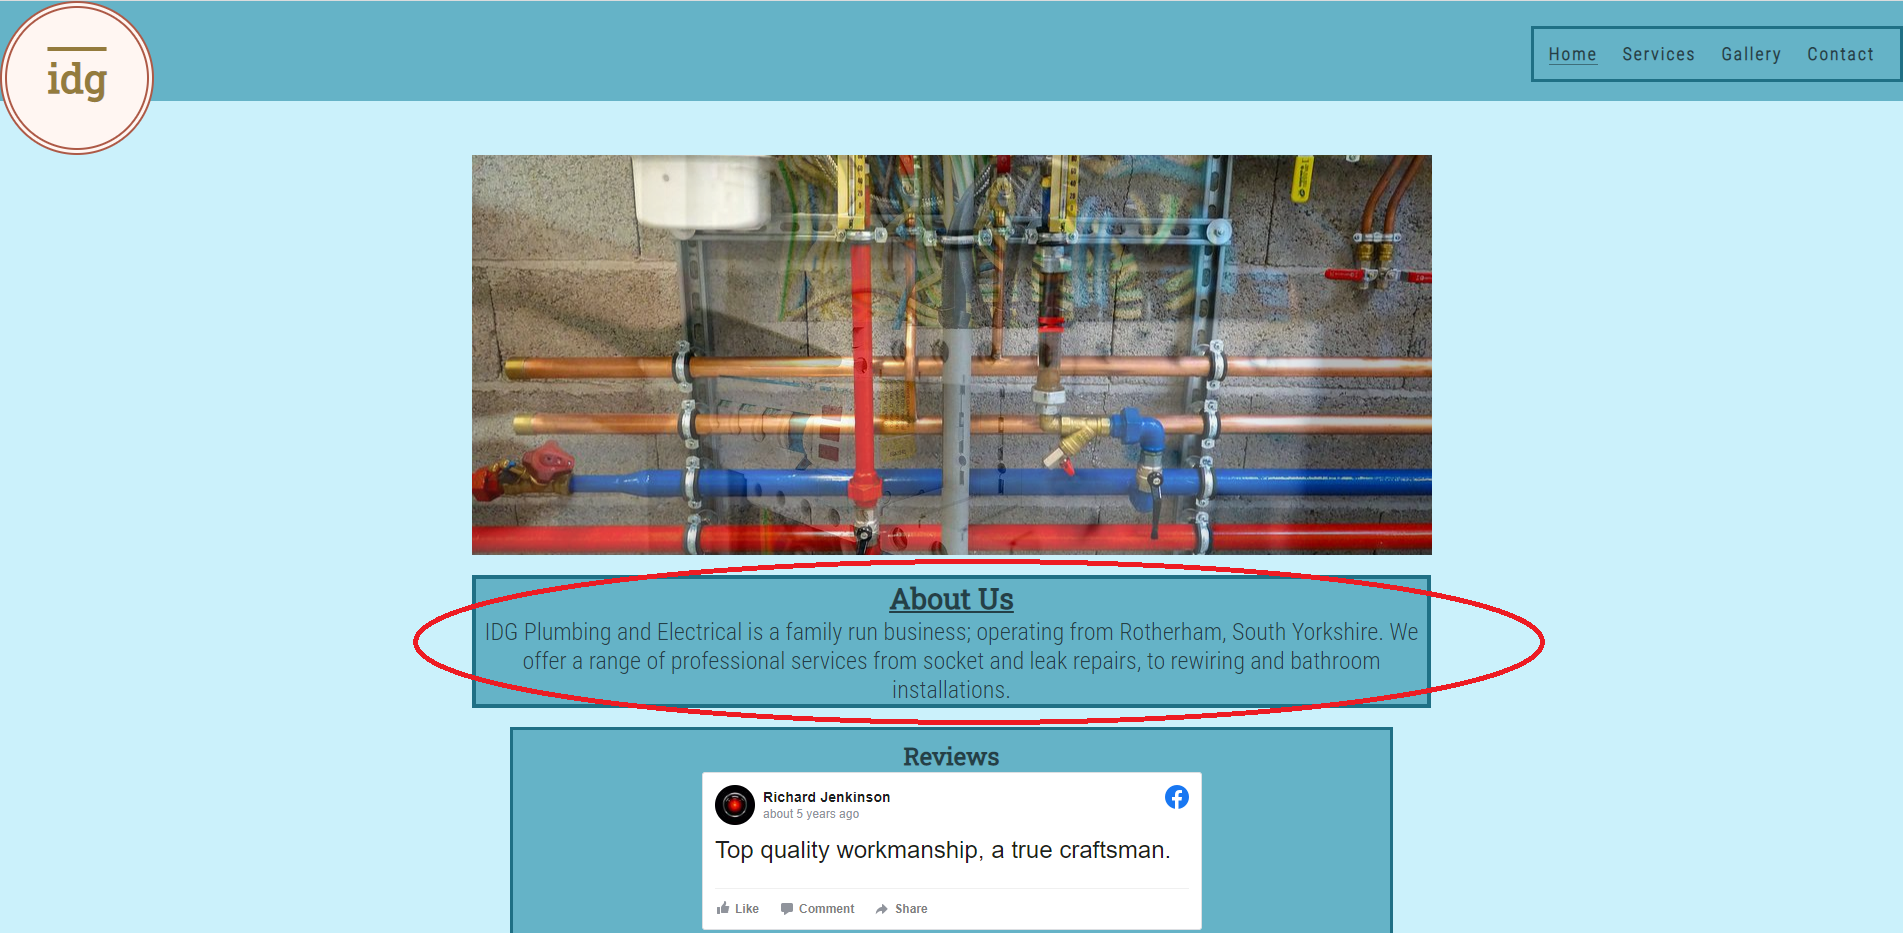 idg
Home Services Gallery Contact
About Us
IDG Plumbing and Electrical is a family run business; operating from Rotherham, South Yorkshire. We
offer a range of professional services from socket and leak repairs, to rewiring and bathroom
installations.
Reviews
Richard Jenkinson
about 5 years ago
Top quality workmanship, a true craftsman.
Like Comment Share